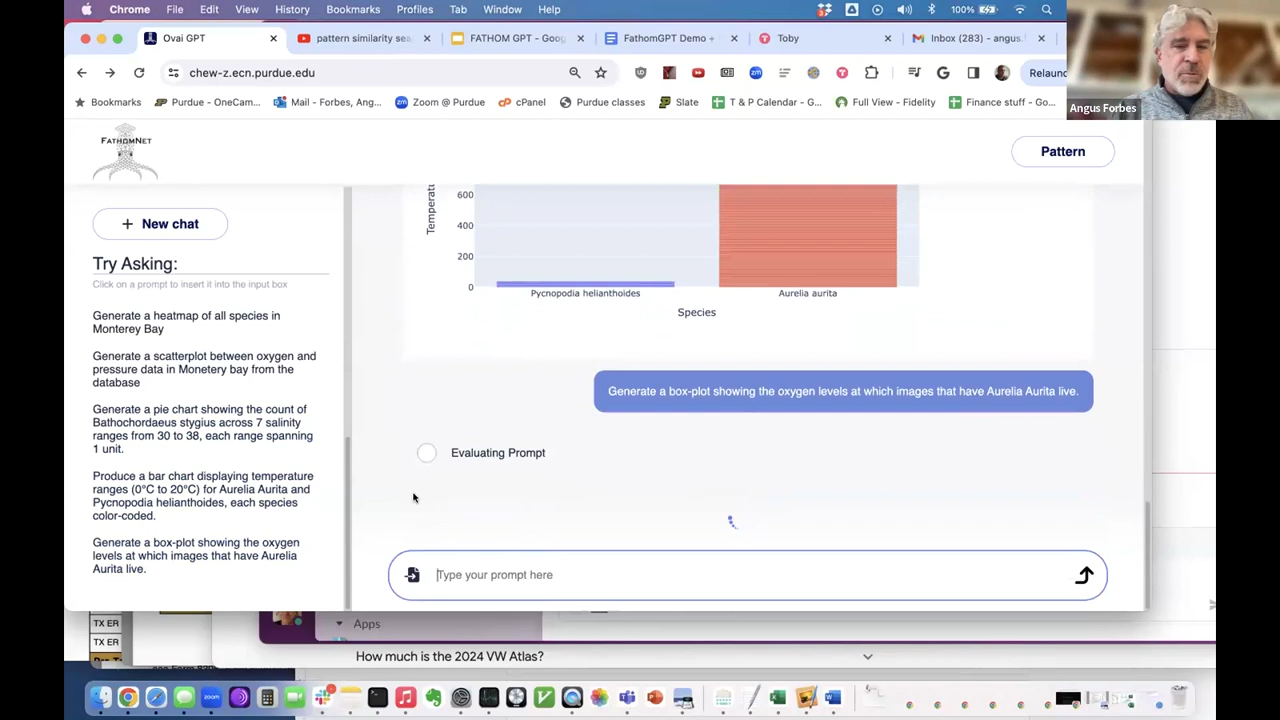 Chrome File Edit View History Bookmarks Profiles Tab Window Help 100%
Ovai GPT
pattern similarity sea
FATHOM GPT - Goog
FathomGPT Demo +
Toby
Inbox (283) - angus.
chew-z.ecn.purdue.edu
Relaunc
Bookmarks
Purdue - OneCam...
Mail - Forbes, Ang...
Zoom @ Purdue
cPanel
Purdue classes
Slate
T & P Calendar - G...
Full View - Fidelity
Finance stuff - Go...
Angus Forbes
FATHOMNET
Pattern
+ New chat
Try Asking:
Click on a prompt to insert it into the input box
Generate a heatmap of all species in
Monterey Bay
Generate a scatterplot between oxygen and
pressure data in Monetery bay from the
database
Generate a pie chart showing the count of
Bathochordaeus stygius across 7 salinity
ranges from 30 to 38, each range spanning
1 unit.
Produce a bar chart displaying temperature
ranges (0°C to 20°C) for Aurelia Aurita and
Pycnopodia helianthoides, each species
color-coded.
Generate a box-plot showing the oxygen
levels at which images that have Aurelia
Aurita live.
Temperatu
600
400
200
0
Pycnopodia helianthoides
Aurelia aurita
Species
Generate a box-plot showing the oxygen levels at which images that have Aurelia Aurita live.
Evaluating Prompt
Type your prompt here
TX ER
TX ER
Apps
How much is the 2024 VW Atlas?